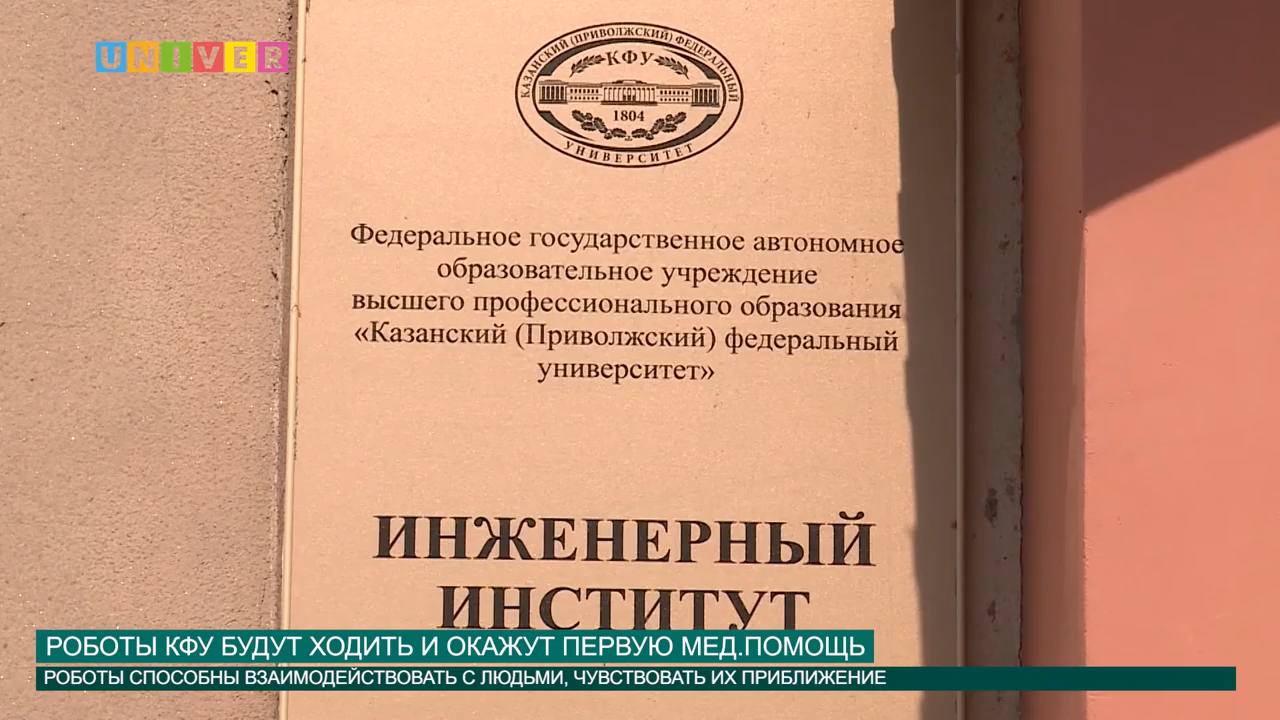 UNIVER
КАЗАНСКИЙ (ПРИВОЛЖСКИЙ) ФЕДЕРАЛЬНЫЙ
КФУ
1804
УНИВЕРСИТЕТ
Федеральное государственное автономное
образовательное учреждение
высшего профессионального образования
«Казанский (Приволжский) федеральный
университет»
ИНЖЕНЕРНЫЙ
ИНСТИТУТ
РОБОТЫ КФУ БУДУТ ХОДИТЬ И ОКАЖУТ ПЕРВУЮ МЕД.ПОМОЩЬ
РОБОТЫ СПОСОБНЫ ВЗАИМОДЕЙСТВОВАТЬ С ЛЮДЬМИ, ЧУВСТВОВАТЬ ИХ ПРИБЛИЖЕНИЕ